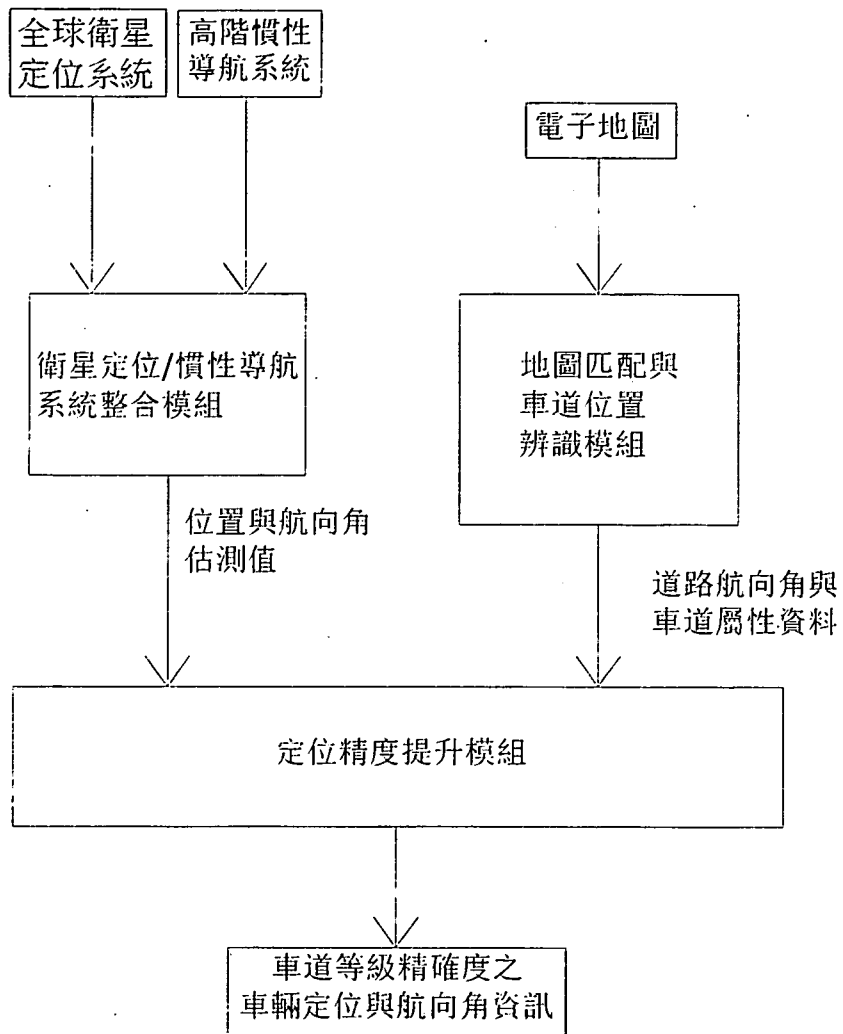 全球衛星
定位系統
高階慣性
導航系統
電子地圖
衛星定位/慣性導航
系統整合模組
地圖匹配與
車道位置
辨識模組
位置與航向角
估測值
道路航向角與
車道屬性資料
定位精度提升模組
車道等級精確度之
車輛定位與航向角資訊